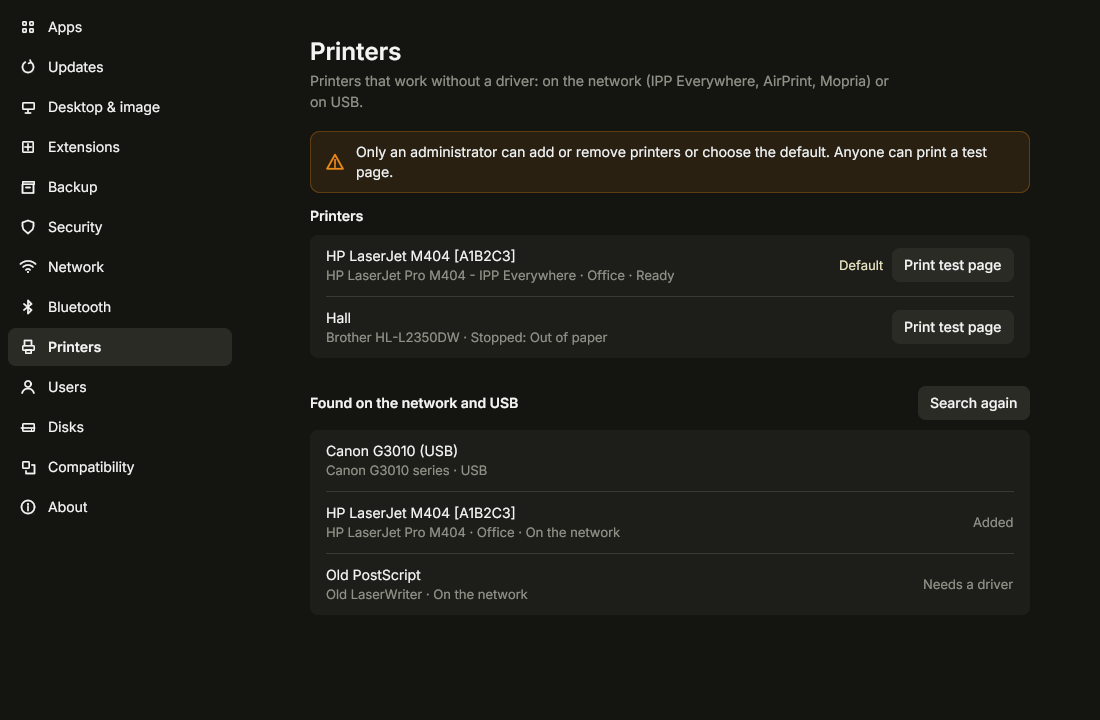 Apps
Updates
Desktop & image
Extensions
Backup
Security
Network
Bluetooth
Printers
Users
Disks
Compatibility
About
Printers
Printers that work without a driver: on the network (IPP Everywhere, AirPrint, Mopria) or
on USB.
Only an administrator can add or remove printers or choose the default. Anyone can print a test
page.
Printers
HP LaserJet M404 [A1B2C3]
HP LaserJet Pro M404 - IPP Everywhere · Office · Ready
Default
Print test page
Hall
Brother HL-L2350DW · Stopped: Out of paper
Print test page
Found on the network and USB
Search again
Canon G3010 (USB)
Canon G3010 series · USB
HP LaserJet M404 [A1B2C3]
HP LaserJet Pro M404 · Office · On the network
Added
Old PostScript
Old LaserWriter · On the network
Needs a driver